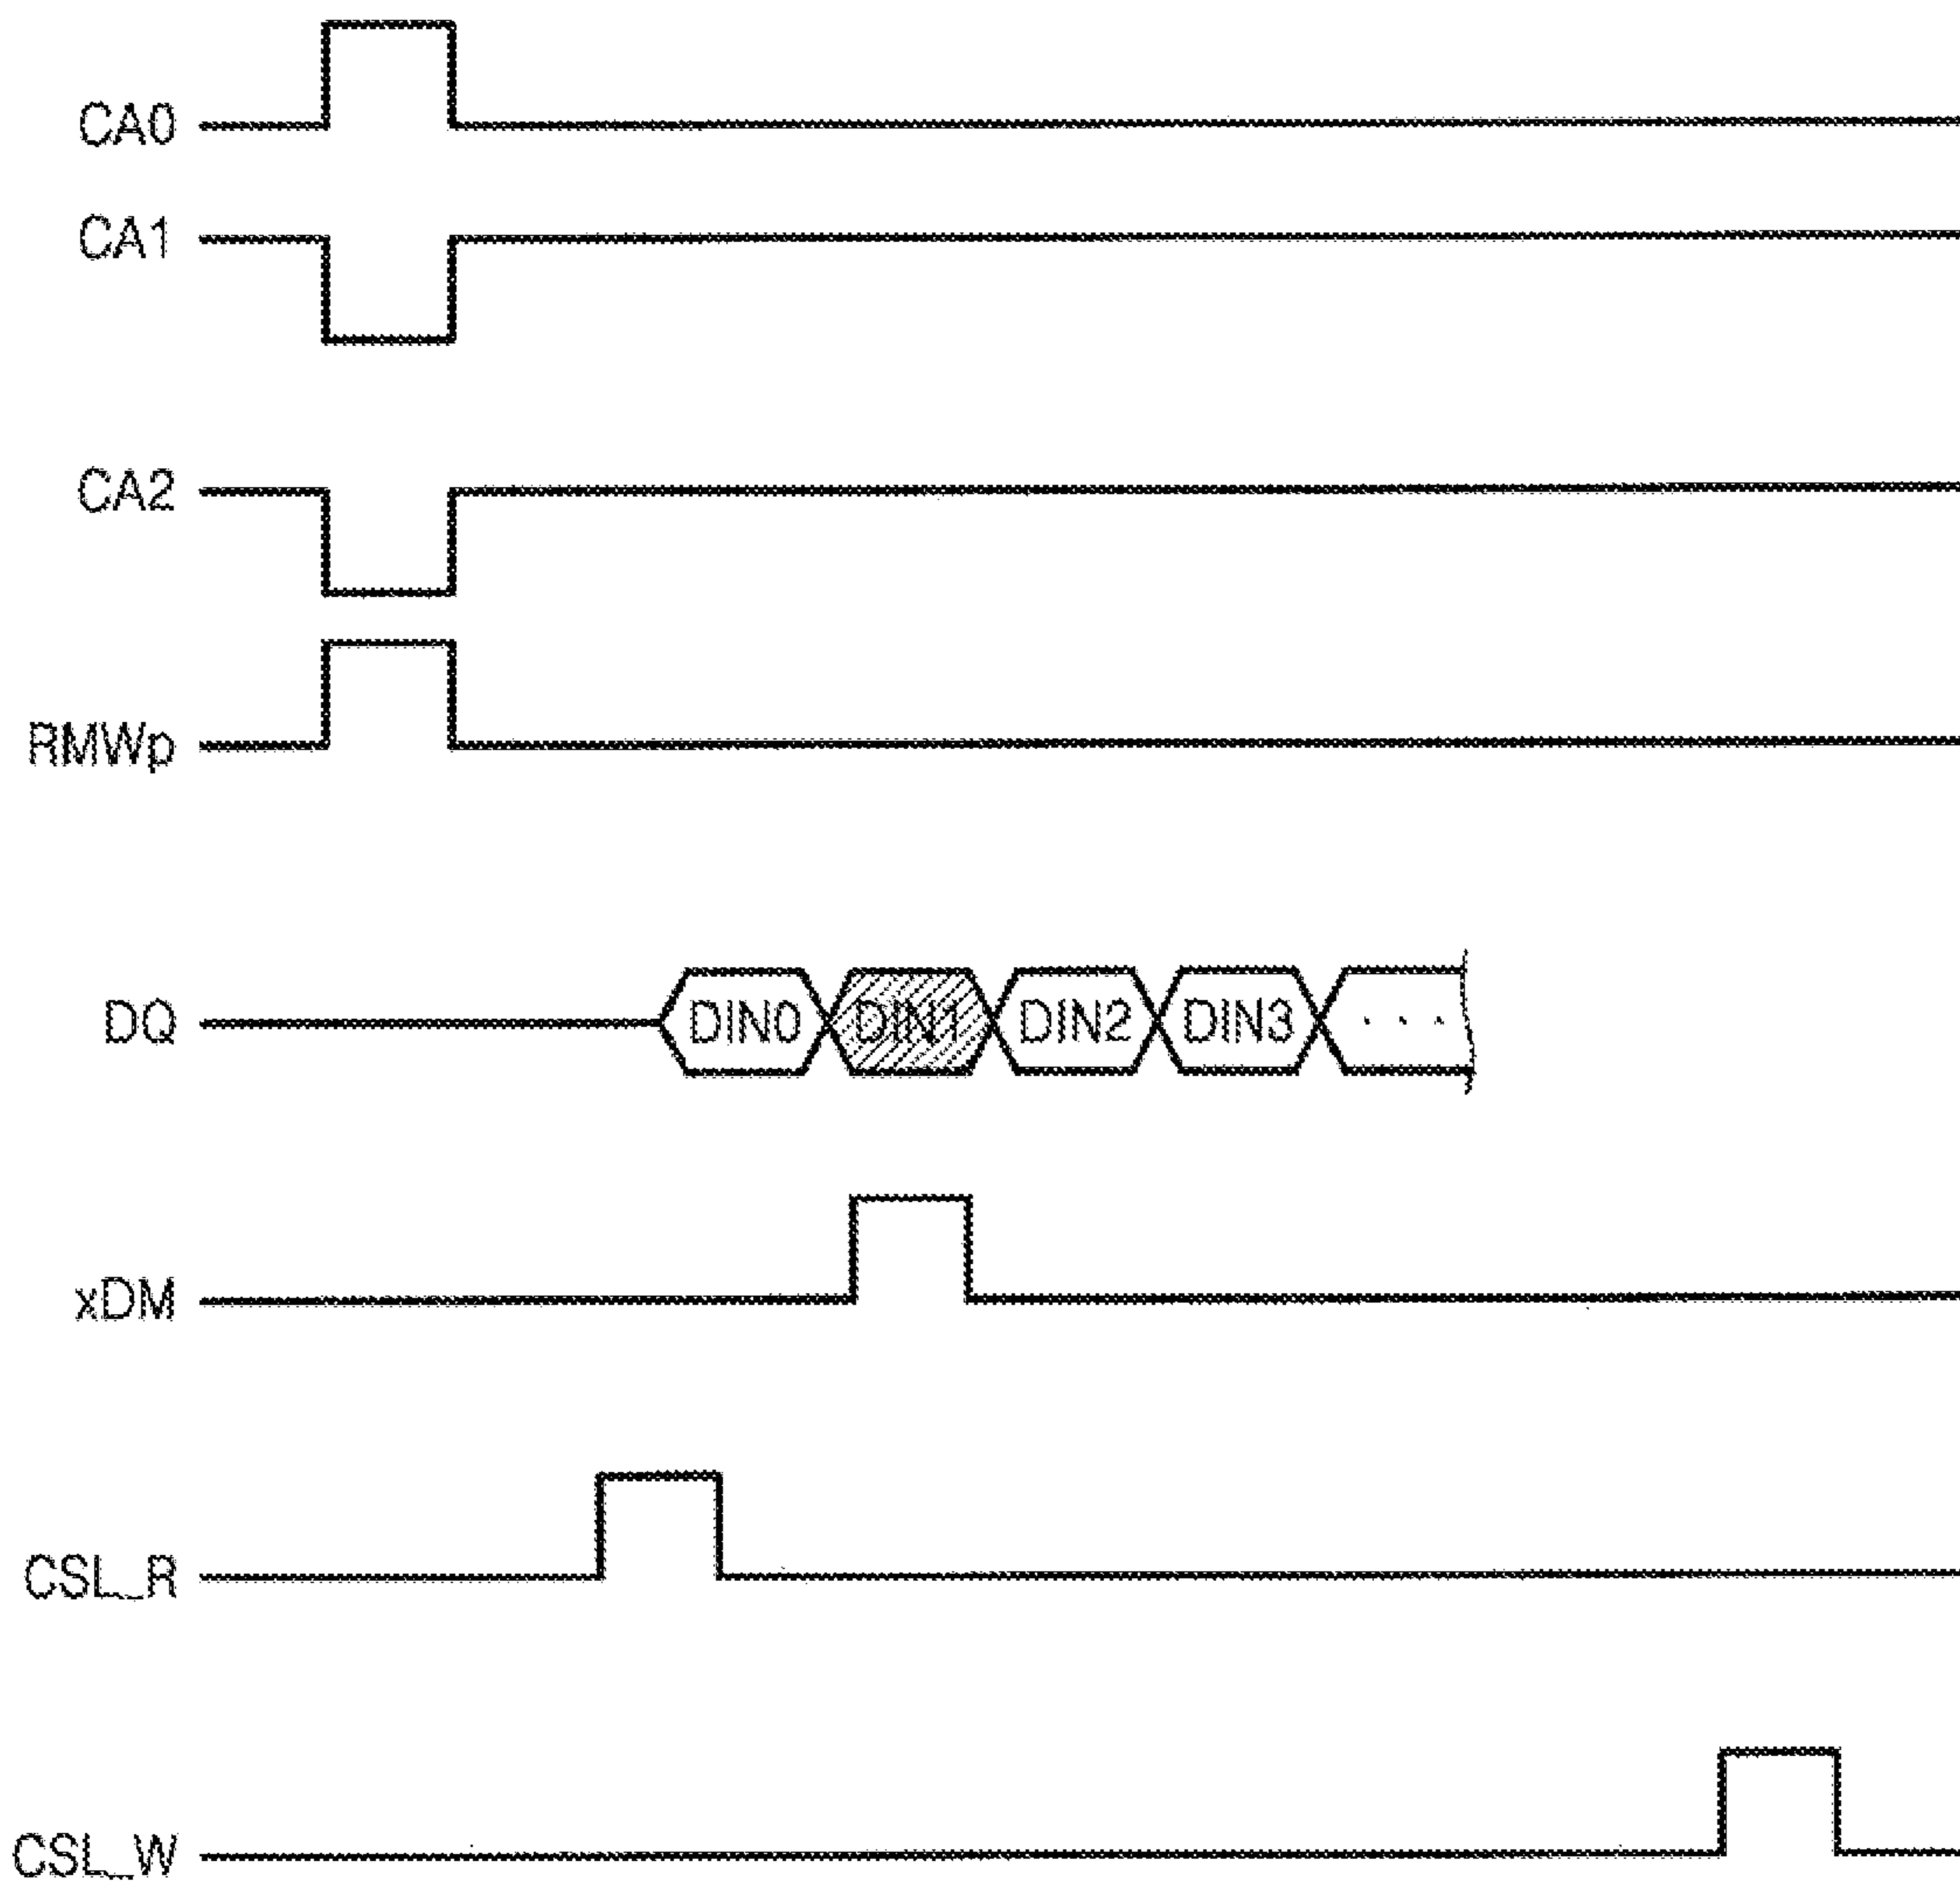 CA0
CA1
CA2
RMWp
DQ DIN0 DIN1 DIN2 DIN3 . . .
xDM
CSL_R
CSL_W